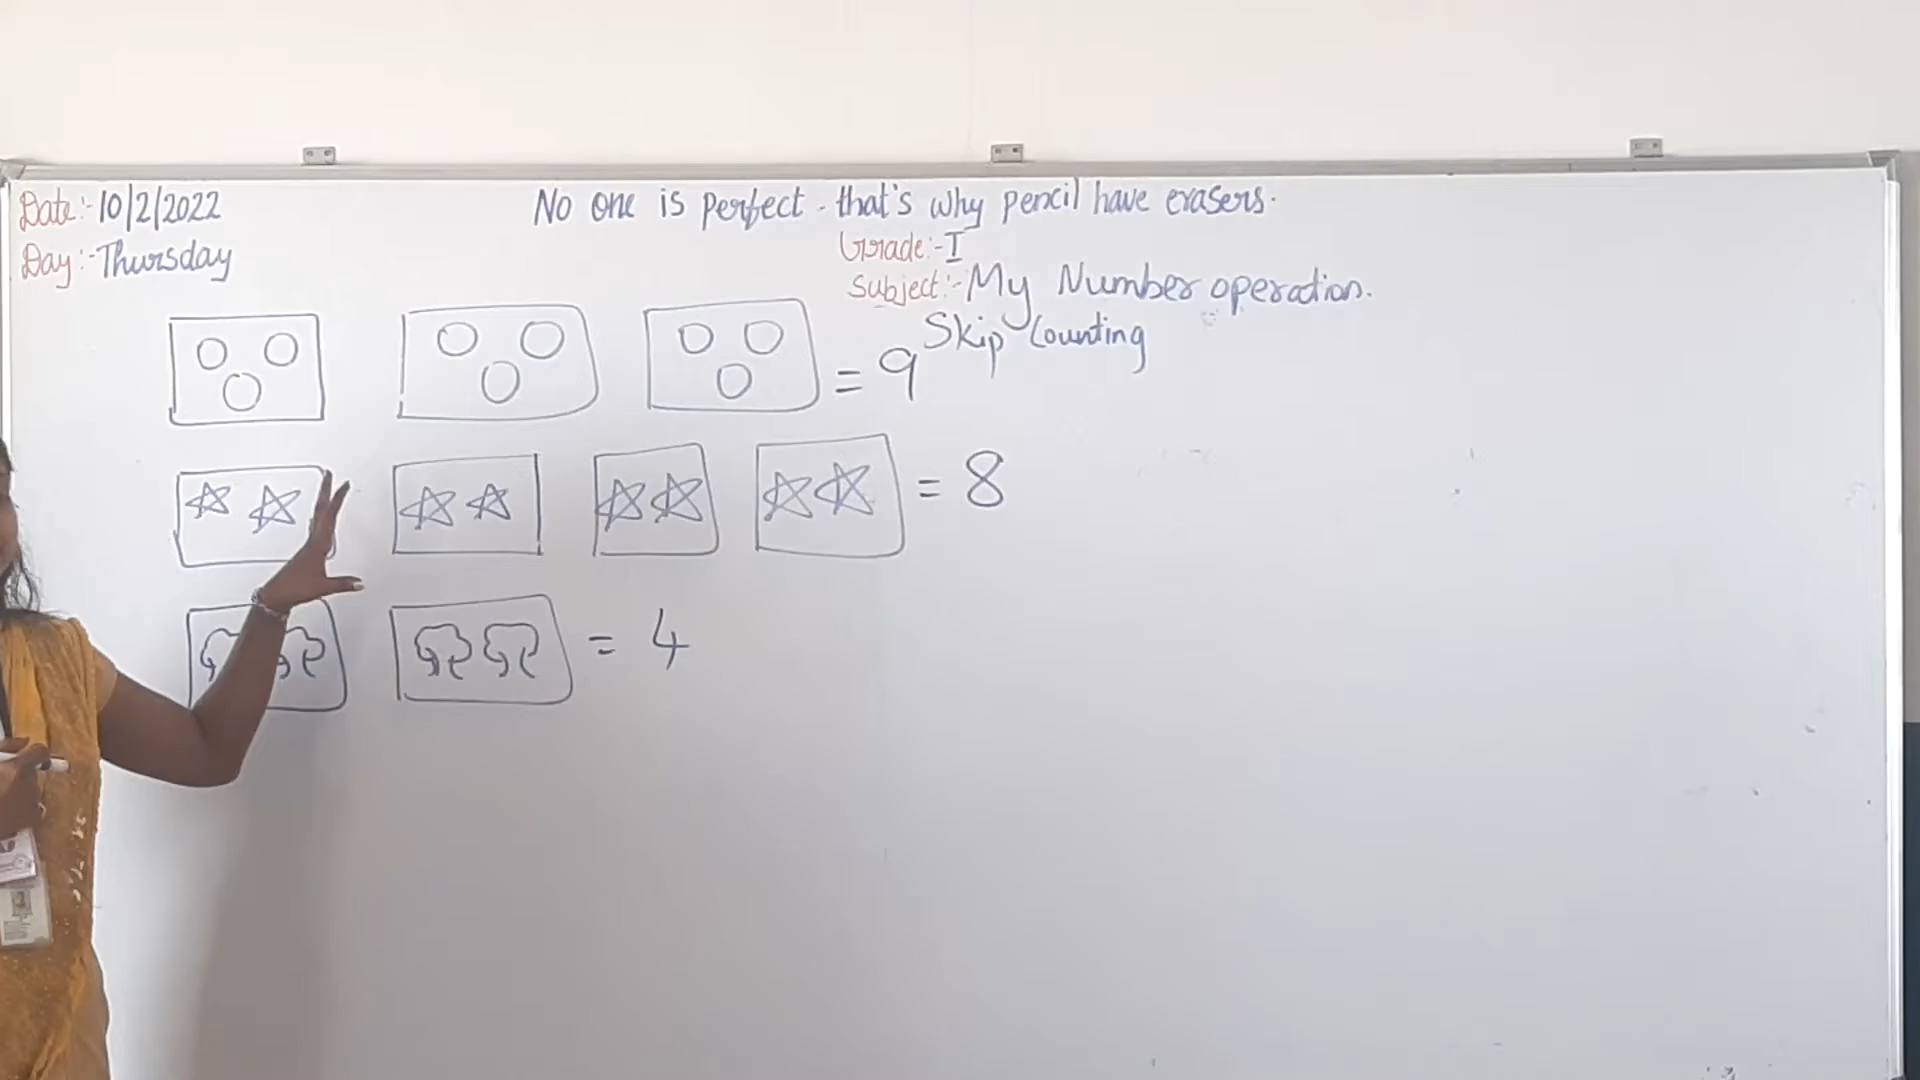 Date:- 10/2/2022
No one is perfect - that's why pencil have erasers.
Day:- Thursday
Grade:- I
Subject:- My Number operation.
Skip Counting
= 9
= 8
= 4